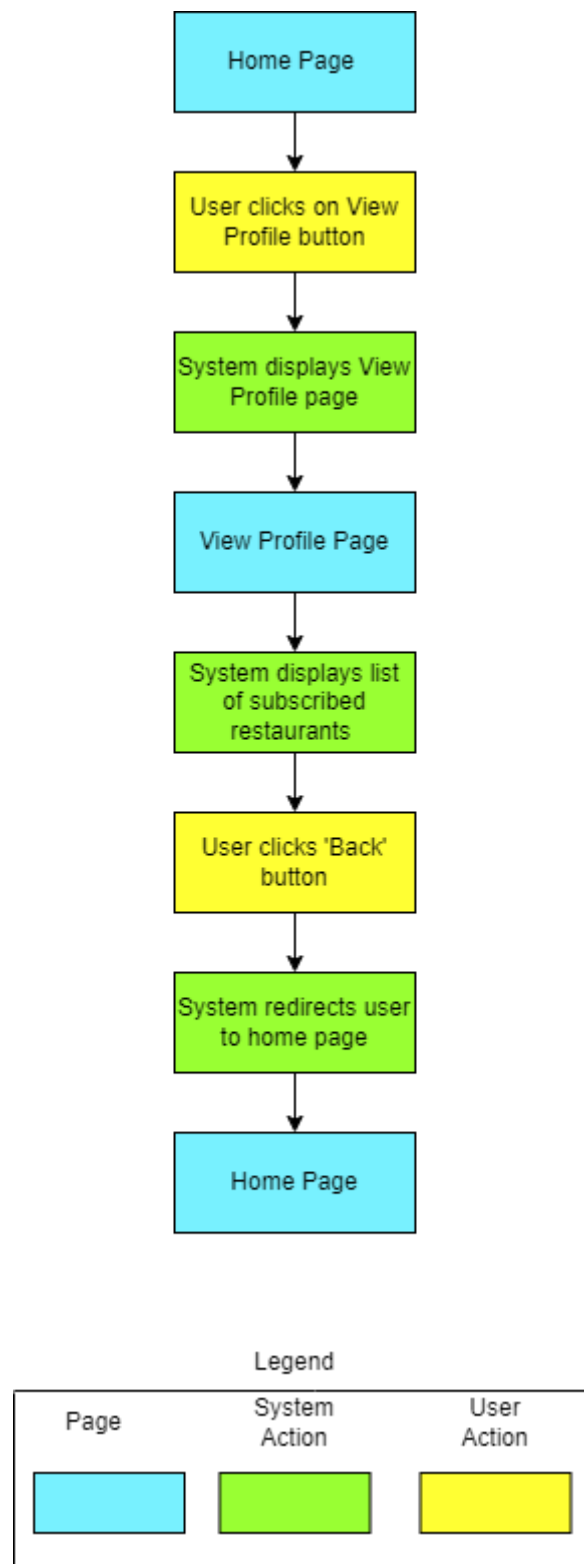 Home Page
User clicks on View
Profile button
System displays View
Profile page
View Profile Page
System displays list
of subscribed
restaurants
User clicks 'Back'
button
System redirects user
to home page
Home Page
Legend
Page
System
Action
User
Action